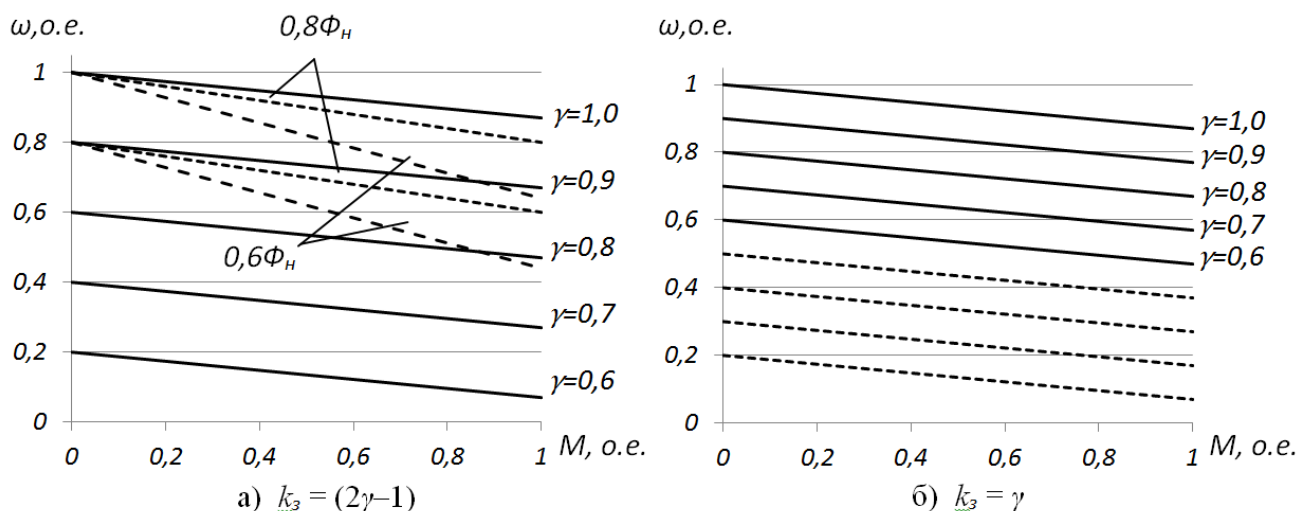 ω,о.е.
0,8Фн
1
γ=1,0
0,8
γ=0,9
0,6
γ=0,8
0,6Фн
0,4
γ=0,7
0,2
γ=0,6
0
0 0,2 0,4 0,6 0,8 1
М, о.е.
а) kз = (2γ–1)
ω,о.е.
1
γ=1,0
γ=0,9
0,8
γ=0,8
γ=0,7
0,6
γ=0,6
0,4
0,2
0
0 0,2 0,4 0,6 0,8 1
М, о.е.
б) kз = γ